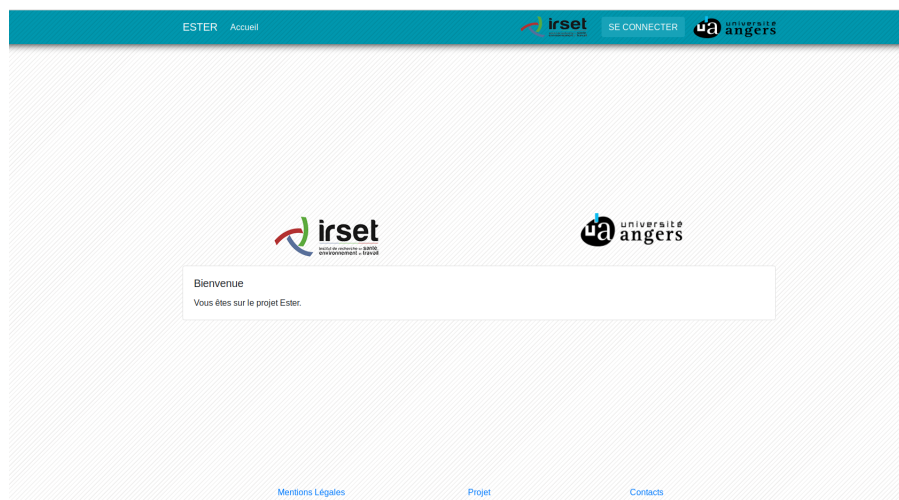 ESTER Accueil irset SE CONNECTER université angers
irset
institut de recherche en santé,
environnement et travail
université
angers
Bienvenue
Vous êtes sur le projet Ester.
Mentions Légales Projet Contacts